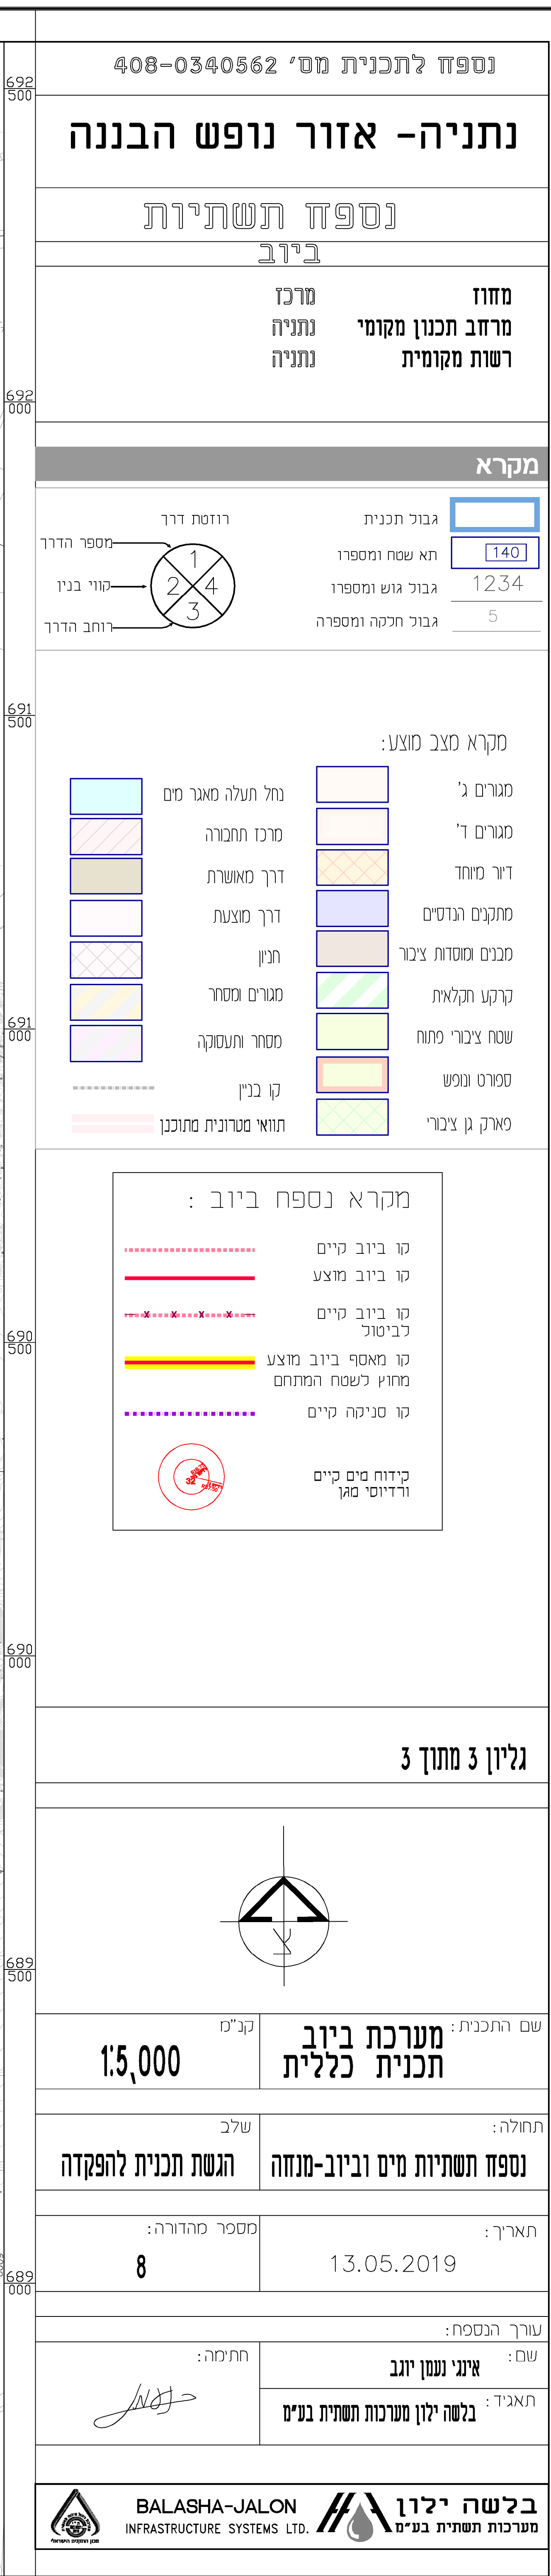 נספח לתכנית מס' 408-0340562
נתניה- אזור נופש הבננה
נספח תשתיות
ביוב
מחוז מרכז
מרחב תכנון מקומי נתניה
רשות מקומית נתניה
מקרא
גבול תכנית
תא שטח ומספרו 140
גבול גוש ומספרו 1234
גבול חלקה ומספרה 5
רוזטת דרך
מספר הדרך
קווי בנין
רוחב הדרך
1
2 4
3
מקרא מצב מוצע:
מגורים ג'
מגורים ד'
דיור מיוחד
מתקנים הנדסיים
מבנים ומוסדות ציבור
קרקע חקלאית
שטח ציבורי פתוח
ספורט ונופש
פארק גן ציבורי
נחל תעלה מאגר מים
מרכז תחבורה
דרך מאושרת
דרך מוצעת
חניון
מגורים ומסחר
מסחר ותעסוקה
קו בניין
תוואי מטרונית מתוכנן
מקרא נספח ביוב :
קו ביוב קיים
קו ביוב מוצע
קו ביוב קיים
לביטול
קו מאסף ביוב מוצע
מחוץ לשטח המתחם
קו סניקה קיים
קידוח מים קיים
ורדיוסי מגן
גליון 3 מתוך 3
צ
שם התכנית:
מערכת ביוב
תכנית כללית
קנ"מ
1:5,000
תחולה:
נספח תשתיות מים וביוב-מנחה
שלב
הגשת תכנית להפקדה
תאריך:
13.05.2019
מספר מהדורה:
8
עורך הנספח:
שם: אינג' נעמן יוגב
תאגיד: בלשה ילון מערכות תשתית בע"מ
חתימה:
בלשה ילון
מערכות תשתית בע"מ
BALASHA-JALON
INFRASTRUCTURE SYSTEMS LTD.
מכון התקנים הישראלי
692
500
692
000
691
500
691
000
690
500
690
000
689
500
689
000